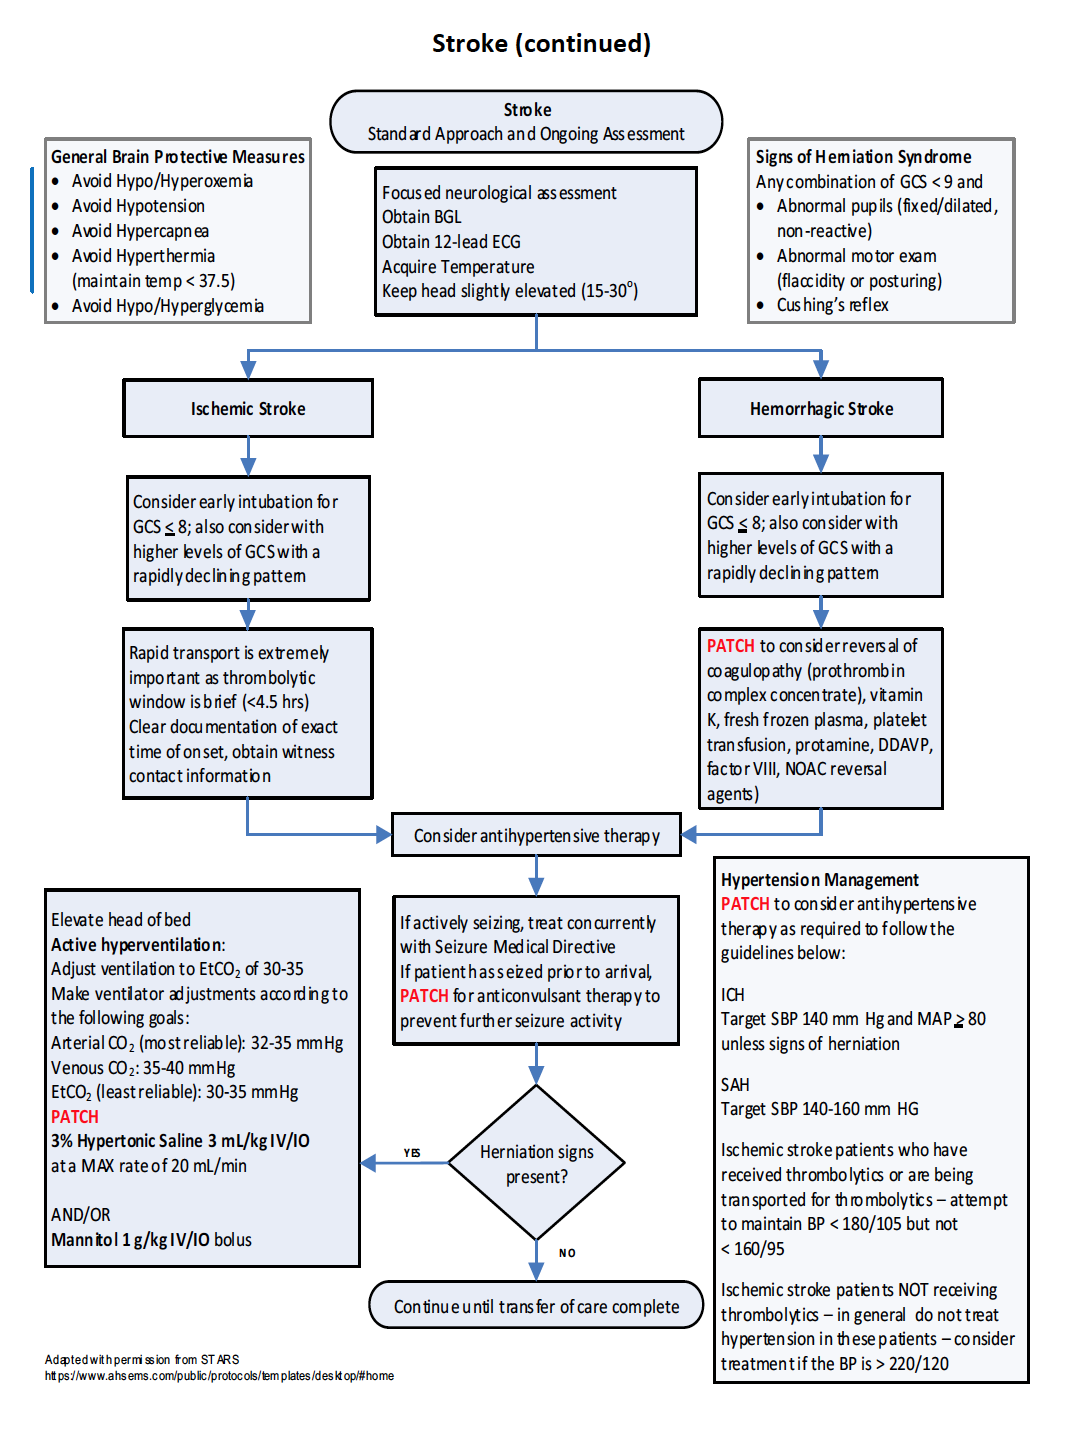 Stroke (continued)
Stroke
Standard Approach and Ongoing Assessment
General Brain Protective Measures
• Avoid Hypo/Hyperoxemia
• Avoid Hypotension
• Avoid Hypercapnea
• Avoid Hyperthermia
(maintain temp < 37.5)
• Avoid Hypo/Hyperglycemia
Focused neurological assessment
Obtain BGL
Obtain 12-lead ECG
Acquire Temperature
Keep head slightly elevated (15-30°)
Signs of Herniation Syndrome
Any combination of GCS < 9 and
• Abnormal pupils (fixed/dilated,
non-reactive)
• Abnormal motor exam
(flaccidity or posturing)
• Cushing's reflex
Ischemic Stroke
Hemorrhagic Stroke
Consider early intubation for
GCS ≤ 8; also consider with
higher levels of GCS with a
rapidly declining pattern
Consider early intubation for
GCS ≤ 8; also consider with
higher levels of GCS with a
rapidly declining pattern
Rapid transport is extremely
important as thrombolytic
window is brief (<4.5 hrs)
Clear documentation of exact
time of onset, obtain witness
contact information
PATCH to consider reversal of
coagulopathy (prothrombin
complex concentrate), vitamin
K, fresh frozen plasma, platelet
transfusion, protamine, DDAVP,
factor VIII, NOAC reversal
agents)
Consider antihypertensive therapy
Elevate head of bed
Active hyperventilation:
Adjust ventilation to EtCO₂ of 30-35
Make ventilator adjustments according to
the following goals:
Arterial CO₂ (most reliable): 32-35 mmHg
Venous CO₂: 35-40 mmHg
EtCO₂ (least reliable): 30-35 mmHg
PATCH
3% Hypertonic Saline 3 mL/kg IV/IO
at a MAX rate of 20 mL/min
AND/OR
Mannitol 1 g/kg IV/IO bolus
If actively seizing, treat concurrently
with Seizure Medical Directive
If patient has seized prior to arrival,
PATCH for anticonvulsant therapy to
prevent further seizure activity
Herniation signs
present?
YES
NO
Continue until transfer of care complete
Hypertension Management
PATCH to consider antihypertensive
therapy as required to follow the
guidelines below:
ICH
Target SBP 140 mm Hg and MAP ≥ 80
unless signs of herniation
SAH
Target SBP 140-160 mm HG
Ischemic stroke patients who have
received thrombolytics or are being
transported for thrombolytics – attempt
to maintain BP < 180/105 but not
< 160/95
Ischemic stroke patients NOT receiving
thrombolytics – in general do not treat
hypertension in these patients – consider
treatment if the BP is > 220/120
Adapted with permission from STARS
https://www.ahsems.com/public/protocols/templates/desktop/#home